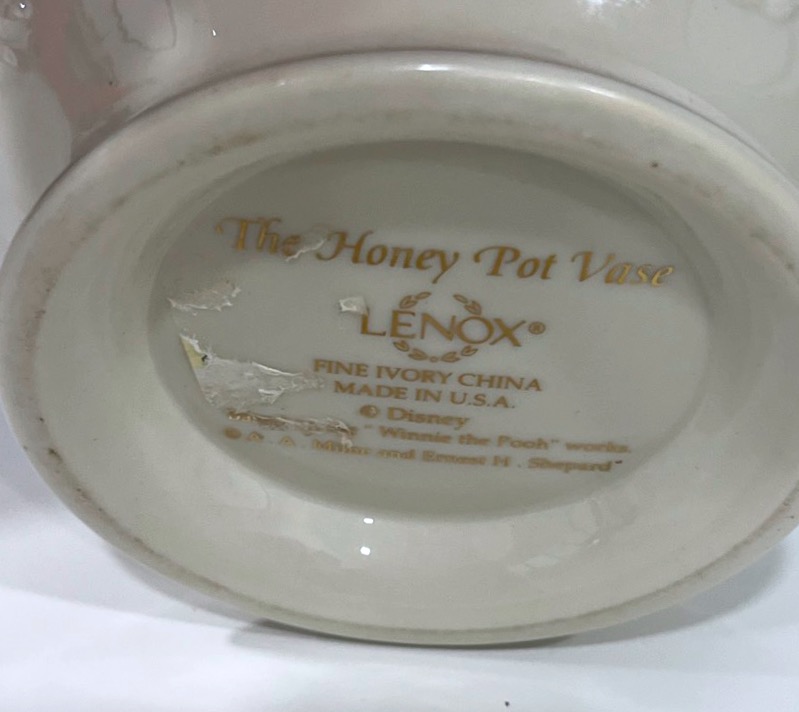 The Honey Pot Vase
LENOX®
FINE IVORY CHINA
MADE IN U.S.A.
© Disney
"Winnie the Pooh" works.
© A. A. Milne and Ernest H. Shepard"